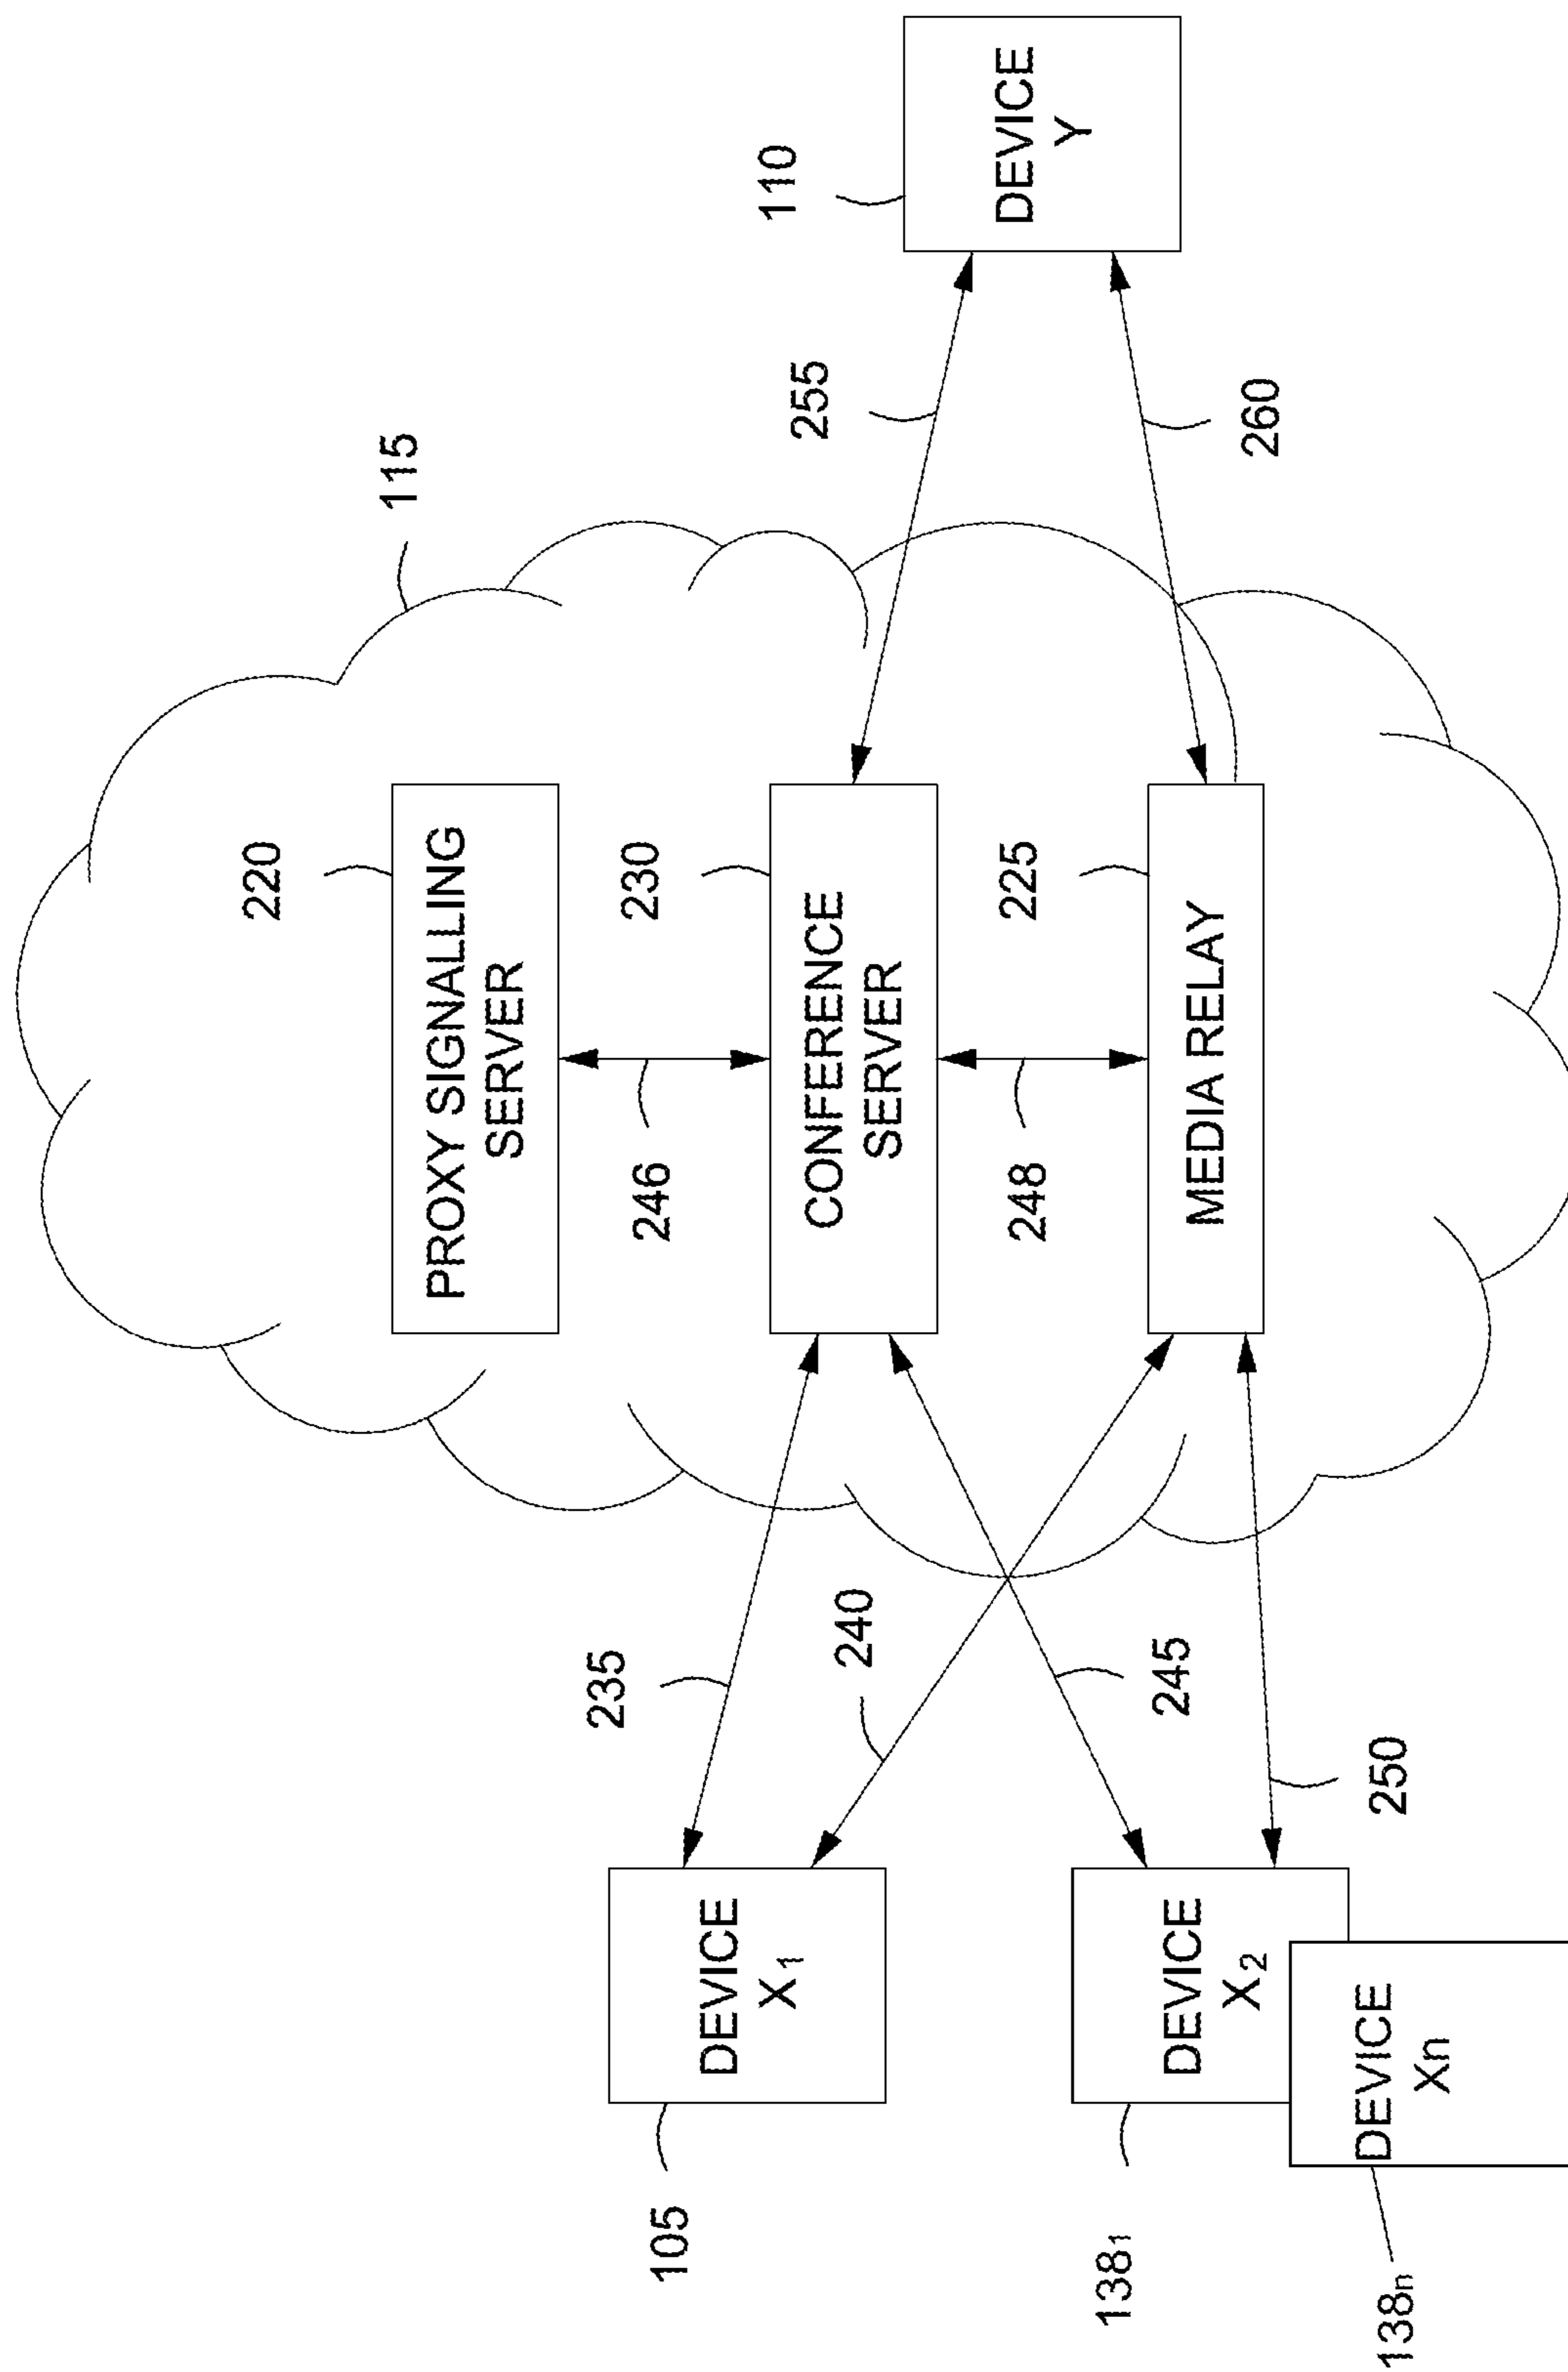 115
220
PROXY SIGNALLING
SERVER
246
230
CONFERENCE
SERVER
248
225
MEDIA RELAY
235
240
245
250
255
260
110
DEVICE
Y
105
DEVICE
X1
138₁
DEVICE
X2
138n
DEVICE
Xn